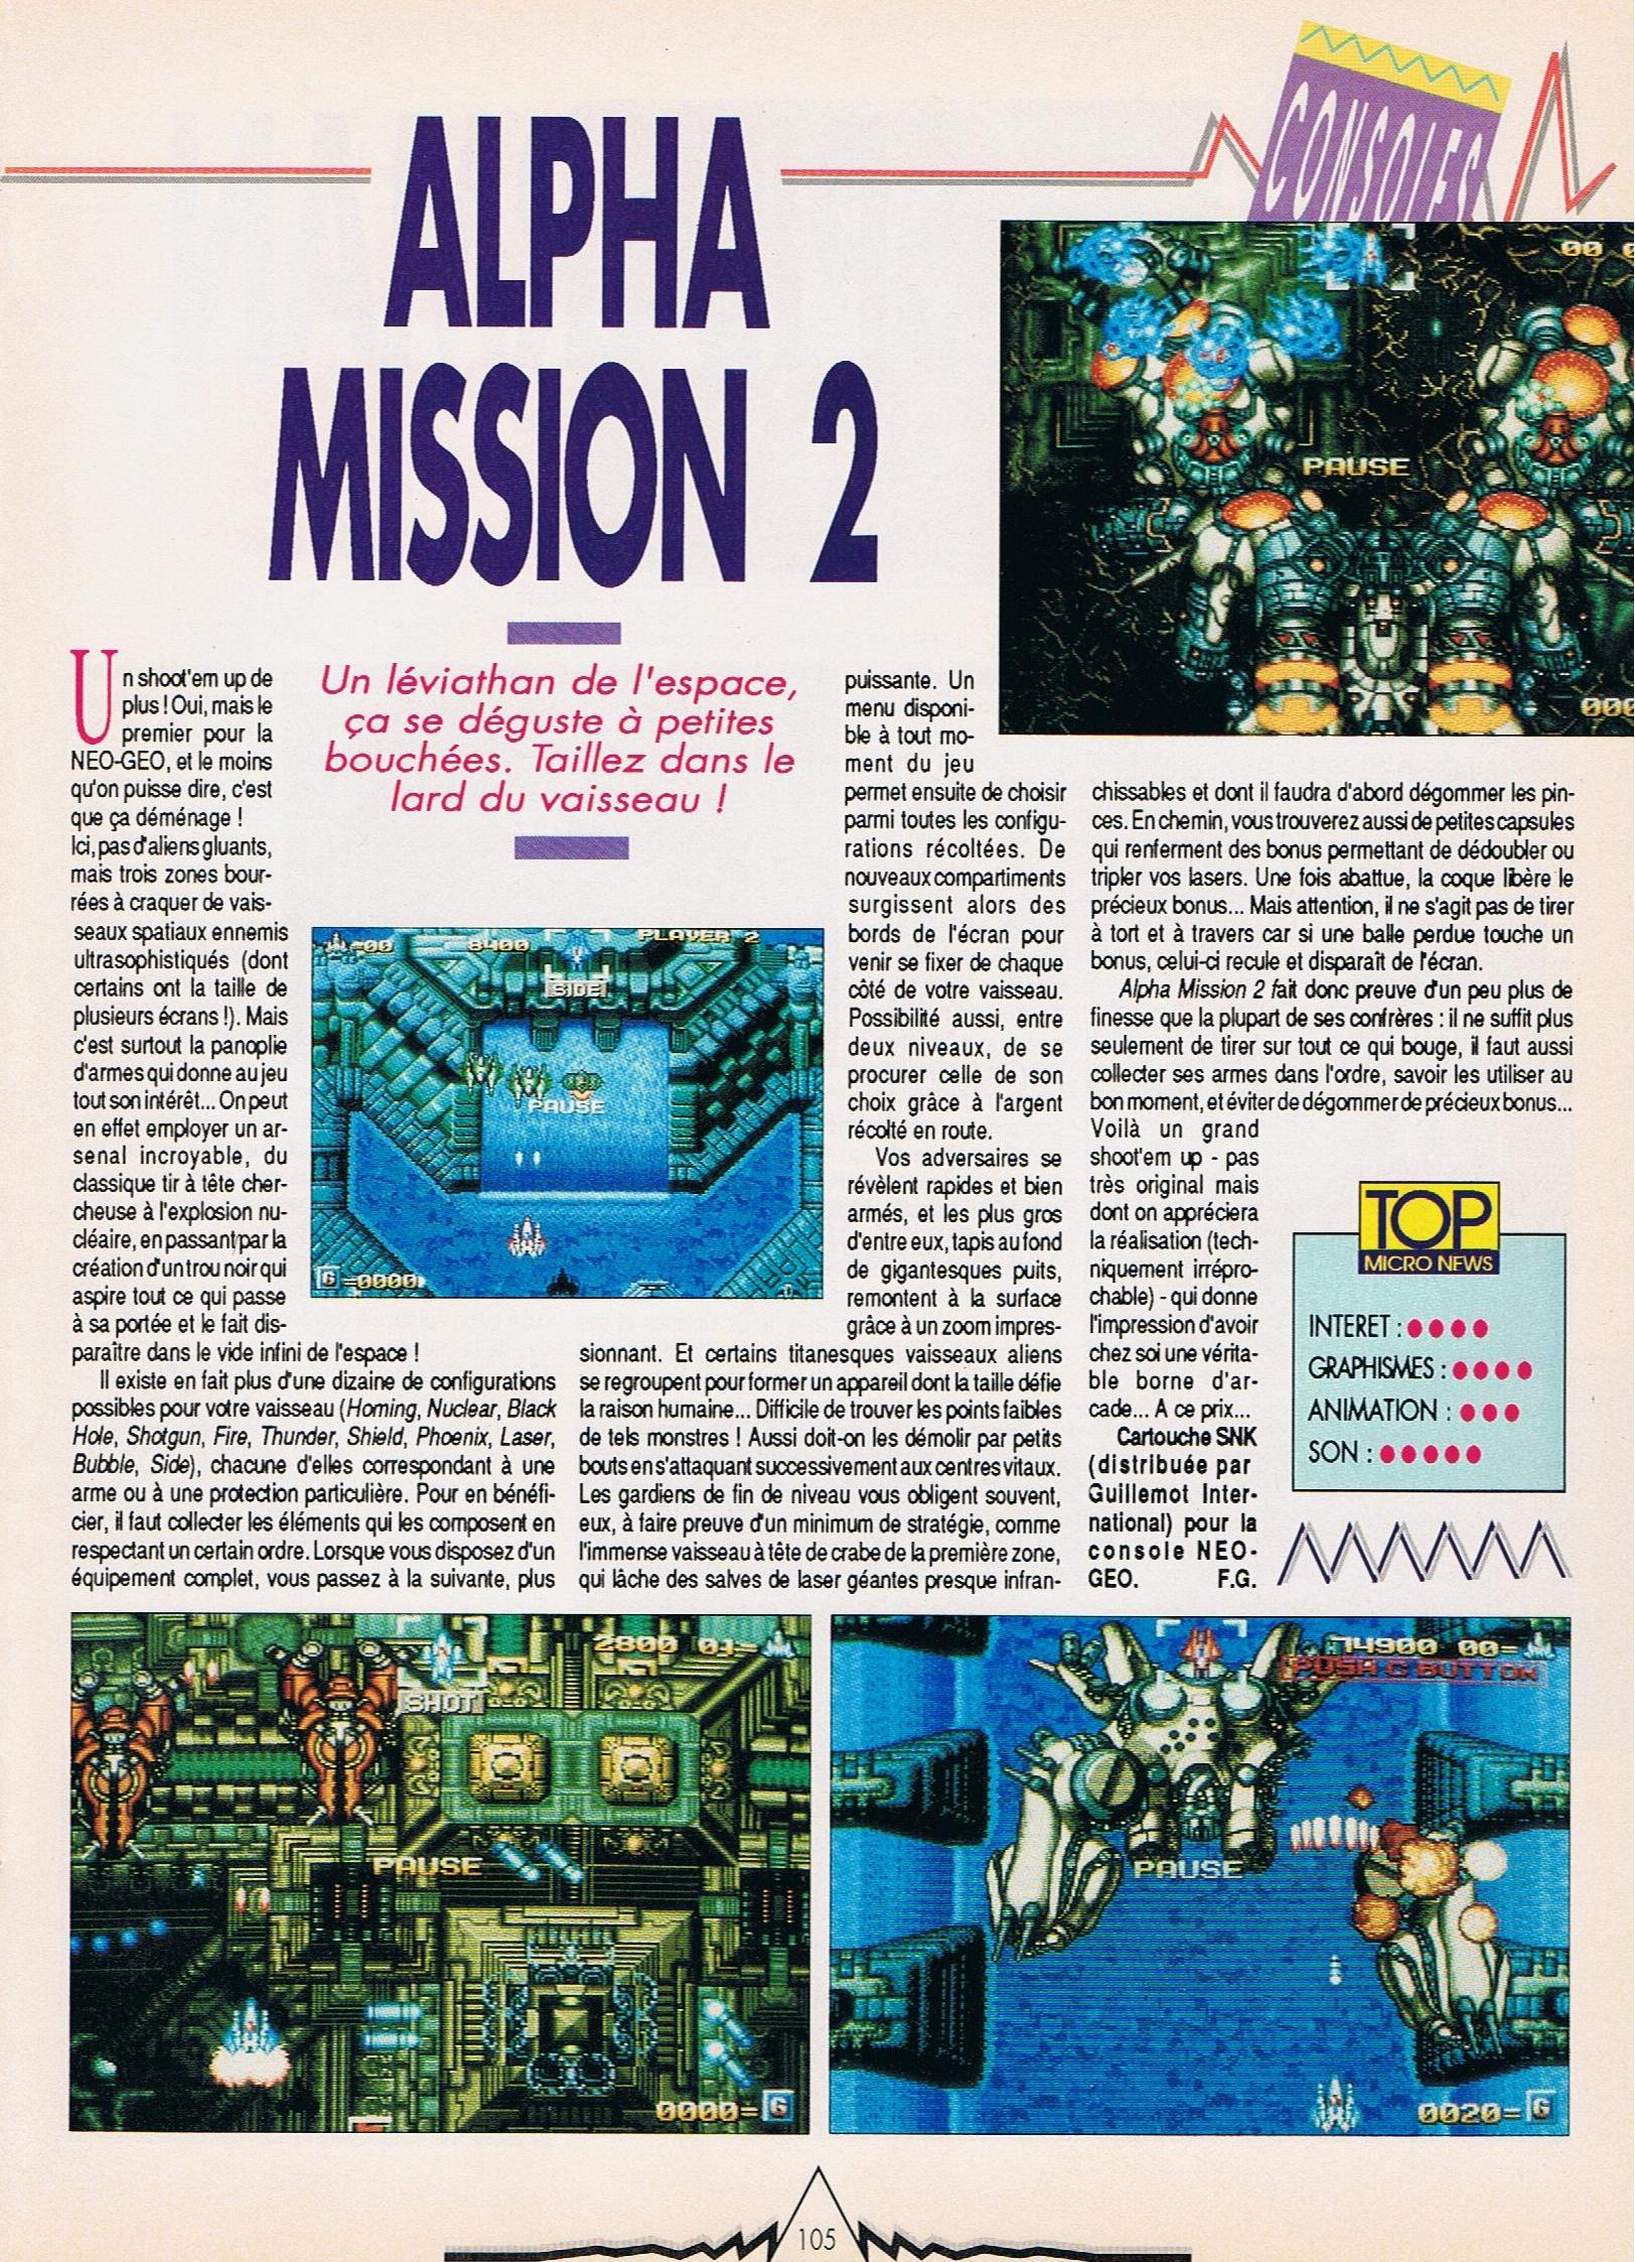 CONSOLES
ALPHA
MISSION 2
Un léviathan de l'espace,
ça se déguste à petites
bouchées. Taillez dans le
lard du vaisseau !
Un shoot'em up de
plus ! Oui, mais le
premier pour la
NEO-GEO, et le moins
qu'on puisse dire, c'est
que ça déménage !
Ici, pas d'aliens gluants,
mais trois zones bour-
rées à craquer de vais-
seaux spatiaux ennemis
ultrasophistiqués (dont
certains ont la taille de
plusieurs écrans !). Mais
c'est surtout la panoplie
d'armes qui donne au jeu
tout son intérêt... On peut
en effet employer un ar-
senal incroyable, du
classique tir à tête cher-
cheuse à l'explosion nu-
cléaire, en passant par la
création d'un trou noir qui
aspire tout ce qui passe
à sa portée et le fait dis-
paraître dans le vide infini de l'espace !
Il existe en fait plus d'une dizaine de configurations
possibles pour votre vaisseau (Homing, Nuclear, Black
Hole, Shotgun, Fire, Thunder, Shield, Phoenix, Laser,
Bubble, Side), chacune d'elles correspondant à une
arme ou à une protection particulière. Pour en bénéfi-
cier, il faut collecter les éléments qui les composent en
respectant un certain ordre. Lorsque vous disposez d'un
équipement complet, vous passez à la suivante, plus
puissante. Un
menu disponi-
ble à tout mo-
ment du jeu
permet ensuite de choisir
parmi toutes les configu-
rations récoltées. De
nouveaux compartiments
surgissent alors des
bords de l'écran pour
venir se fixer de chaque
côté de votre vaisseau.
Possibilité aussi, entre
deux niveaux, de se
procurer celle de son
choix grâce à l'argent
récolté en route.
Vos adversaires se
révèlent rapides et bien
armés, et les plus gros
d'entre eux, tapis au fond
de gigantesques puits,
remontent à la surface
grâce à un zoom impres-
sionnant. Et certains titanesques vaisseaux aliens
se regroupent pour former un appareil dont la taille défie
la raison humaine... Difficile de trouver les points faibles
de tels monstres ! Aussi doit-on les démolir par petits
bouts en s'attaquant successivement aux centres vitaux.
Les gardiens de fin de niveau vous obligent souvent,
eux, à faire preuve d'un minimum de stratégie, comme
l'immense vaisseau à tête de crabe de la première zone,
qui lâche des salves de laser géantes presque infran-
chissables et dont il faudra d'abord dégommer les pin-
ces. En chemin, vous trouverez aussi de petites capsules
qui renferment des bonus permettant de dédoubler ou
tripler vos lasers. Une fois abattue, la coque libère le
précieux bonus... Mais attention, il ne s'agit pas de tirer
à tort et à travers car si une balle perdue touche un
bonus, celui-ci recule et disparaît de l'écran.
Alpha Mission 2 fait donc preuve d'un peu plus de
finesse que la plupart de ses confrères : il ne suffit plus
seulement de tirer sur tout ce qui bouge, il faut aussi
collecter ses armes dans l'ordre, savoir les utiliser au
bon moment, et éviter de dégommer de précieux bonus...
Voilà un grand
shoot'em up - pas
très original mais
dont on appréciera
la réalisation (tech-
niquement irrépro-
chable) - qui donne
l'impression d'avoir
chez soi une vérita-
ble borne d'ar-
cade... A ce prix...
Cartouche SNK
(distribuée par
Guillemot Inter-
national) pour la
console NEO-
GEO. F.G.
TOP
MICRO NEWS
INTERET :
GRAPHISMES :
ANIMATION :
SON :
00
PAUSE
000
=00 8400 PLAYER 2
SIDE
PAUSE
G =0000
2800 01=
SHOT
PAUSE
0000= G
74900 00=
PUSH C BUTTON
PAUSE
0020= G
105